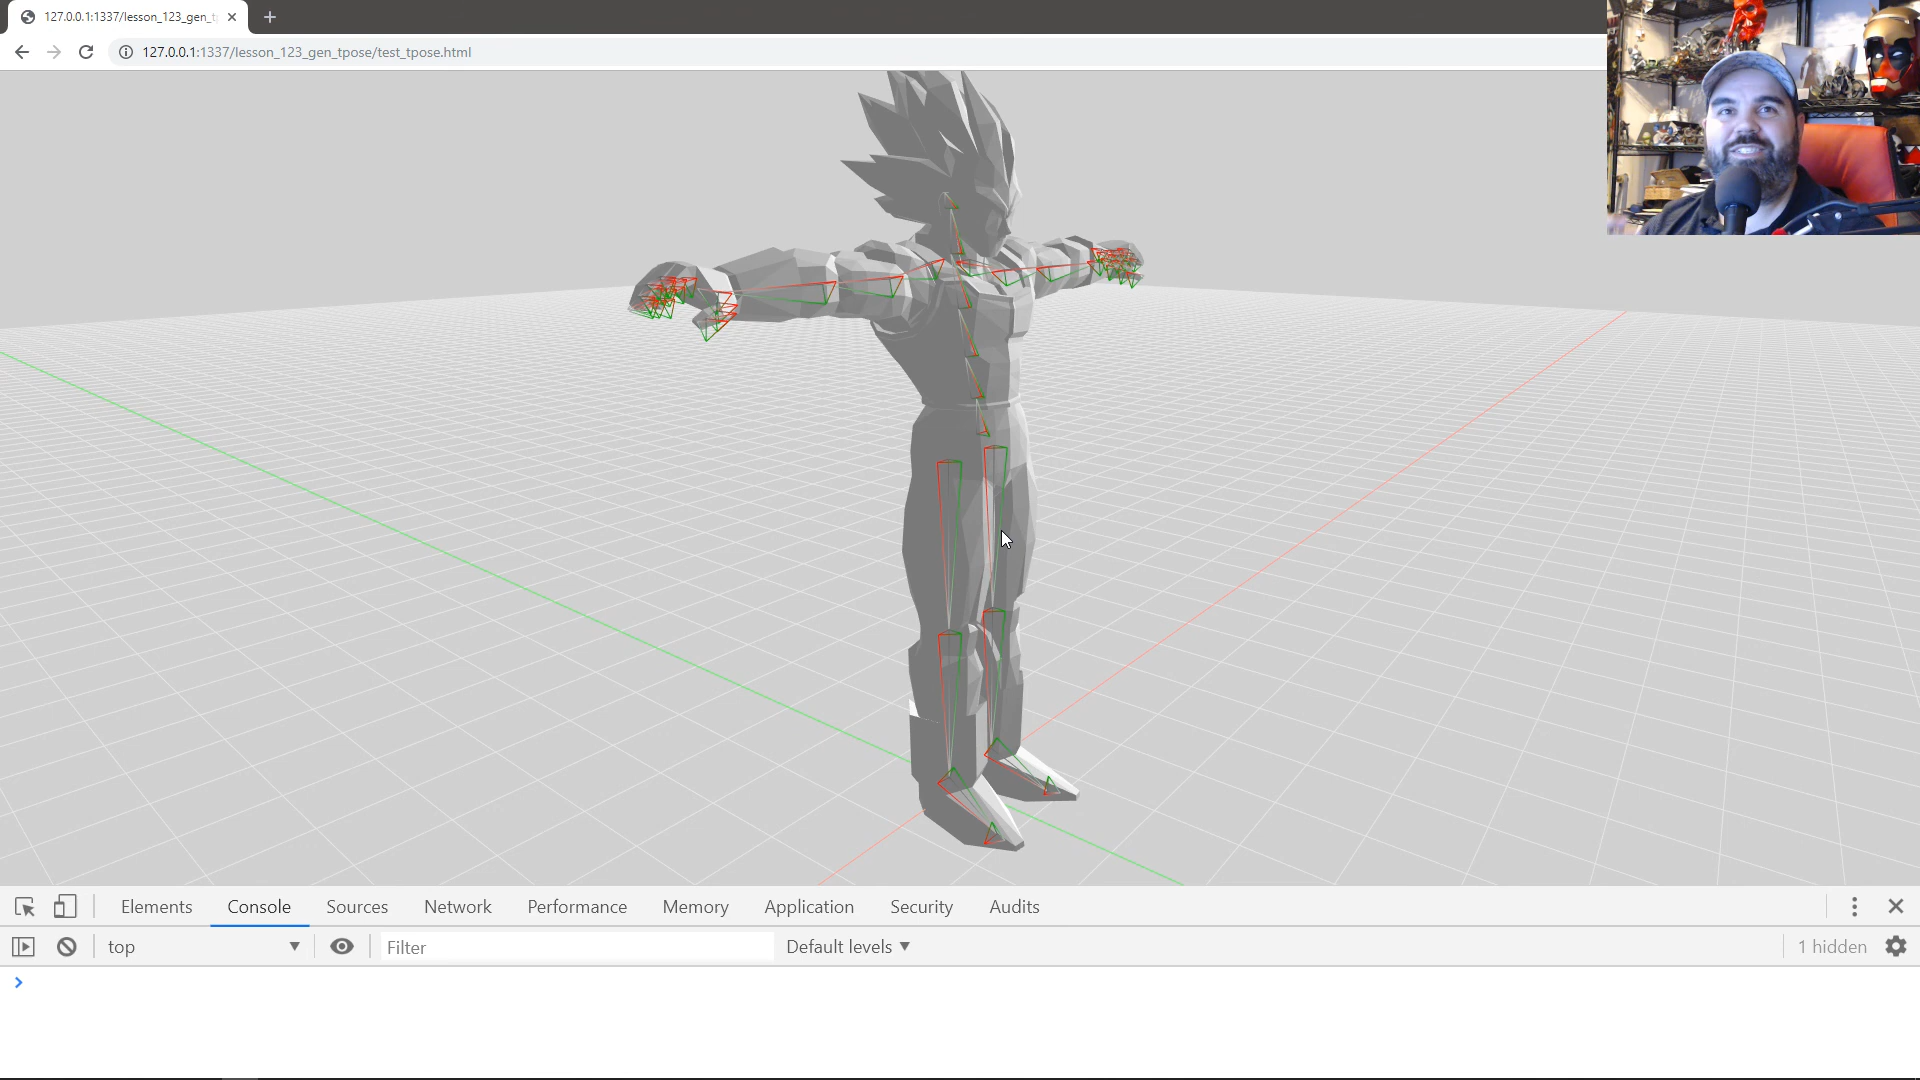 127.0.0.1:1337/lesson_123_gen_t
127.0.0.1:1337/lesson_123_gen_tpose/test_tpose.html
Elements Console Sources Network Performance Memory Application Security Audits
top Filter Default levels 1 hidden